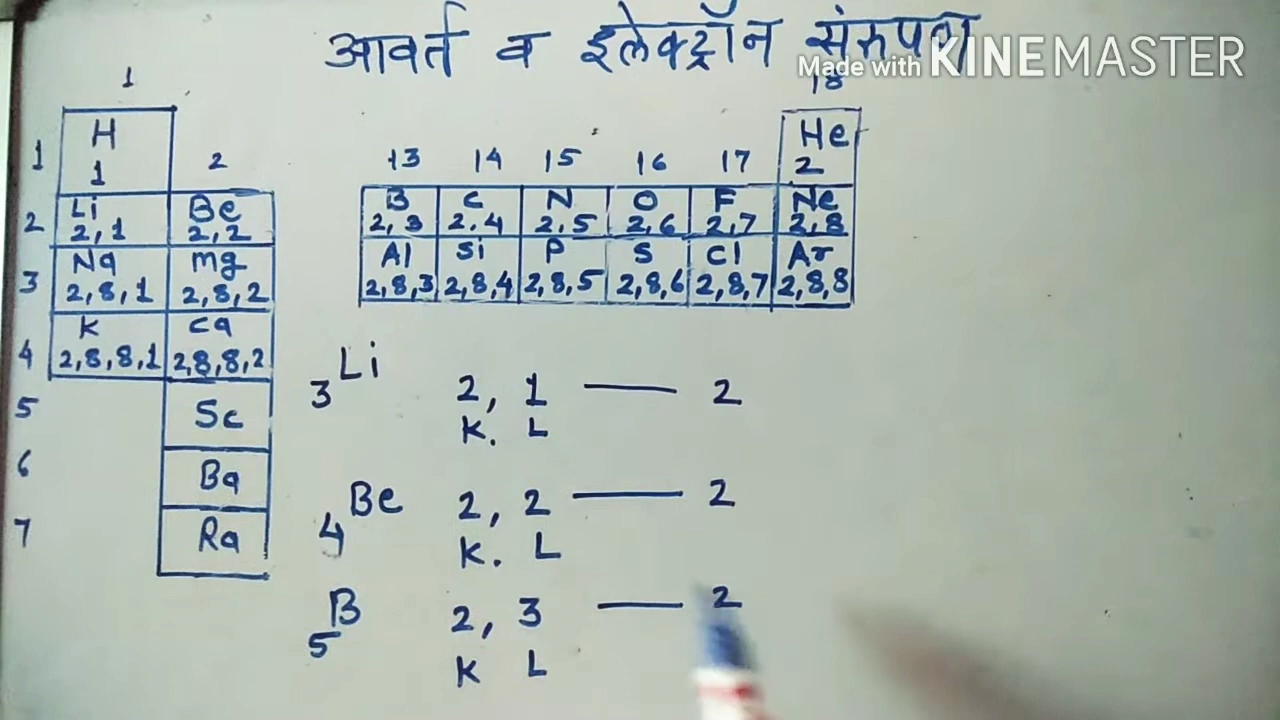 आवर्त व इलेक्ट्रॉन संरुपता
Made with KINEMASTER
1 18
1 H 2 13 14 15 16 17 He
1 2
2 Li Be B C N O F Ne
2,1 2,2 2,3 2.4 2,5 2,6 2,7 2,8
3 Na Mg Al Si P S Cl Ar
2,8,1 2,8,2 2,8,3 2,8,4 2,8,5 2,8,6 2,8,7 2,8,8
4 K Ca
2,8,8,1 2,8,8,2
5 Sc
6 Ba
7 Ra
3Li 2, 1 — 2
K. L
4Be 2, 2 — 2
K. L
5B 2, 3 — 2
K L